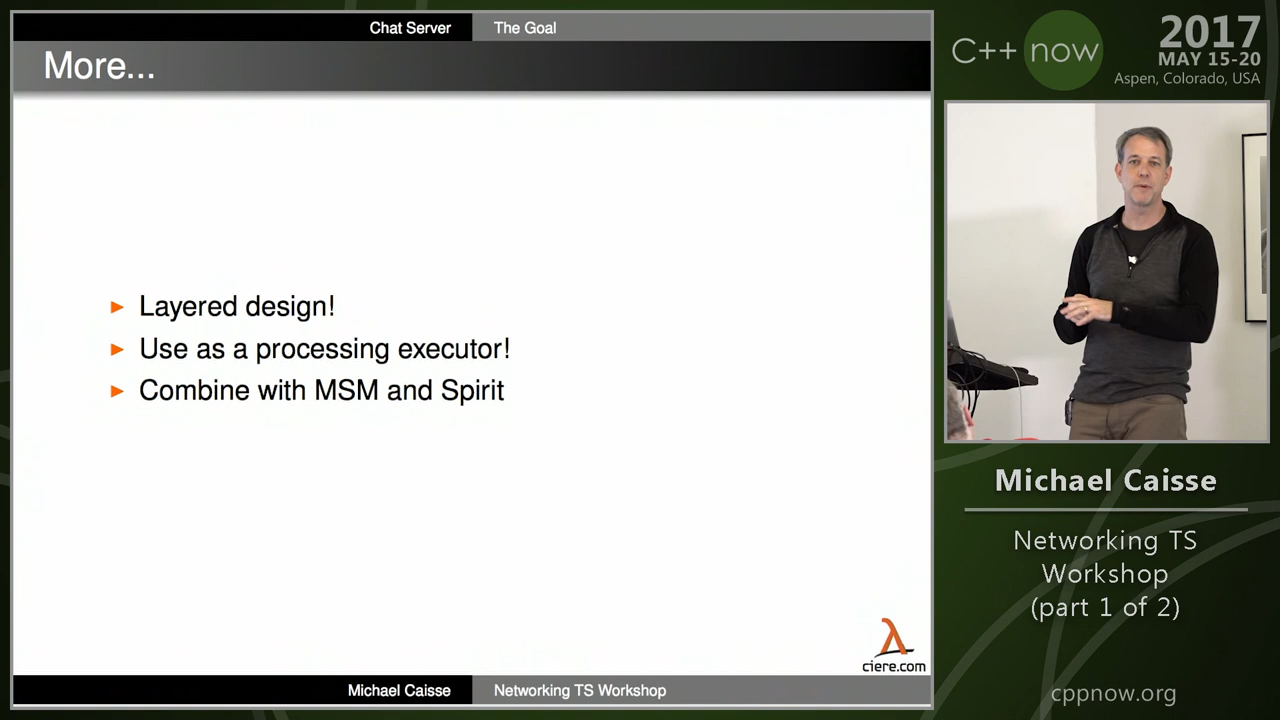 Chat Server
The Goal
More...
Layered design!
Use as a processing executor!
Combine with MSM and Spirit
ciere.com
Michael Caisse
Networking TS Workshop
C++ now
2017
MAY 15-20
Aspen, Colorado, USA
Michael Caisse
Networking TS
Workshop
(part 1 of 2)
cppnow.org